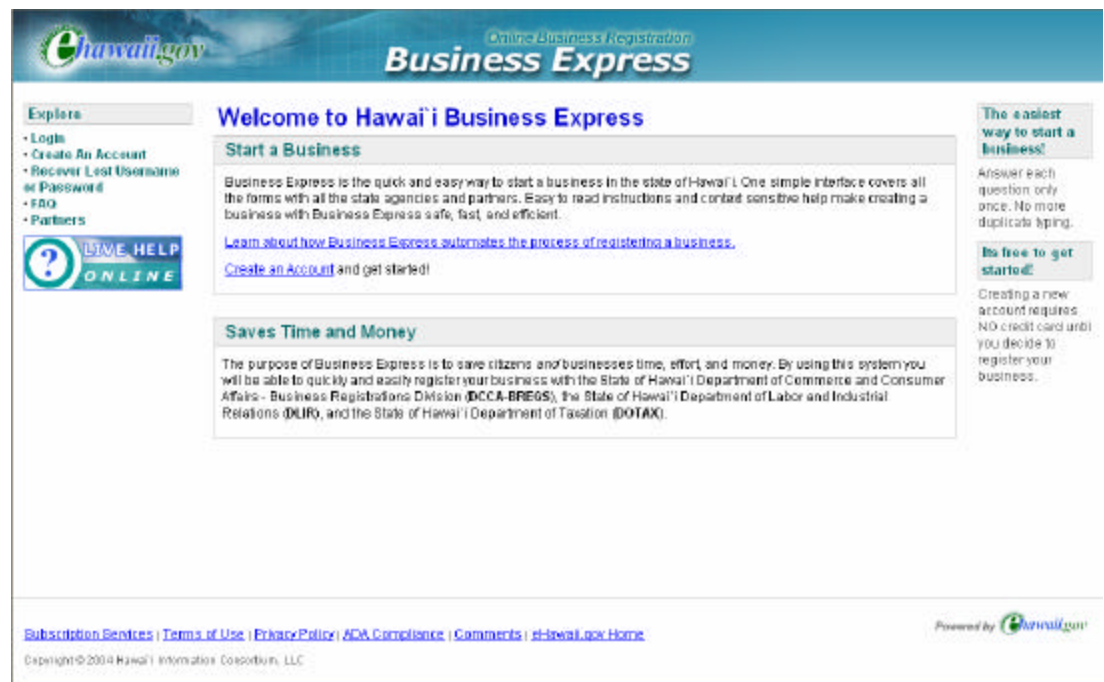 ehawaii.gov
Online Business Registration
Business Express
Explore
• Login
• Create An Account
• Recover Lost Username
or Password
• FAQ
• Partners
LIVE HELP
ONLINE
Welcome to Hawai`i Business Express
Start a Business
Business Express is the quick and easy way to start a business in the state of Hawai`i. One simple interface covers all
the forms with all the state agencies and partners. Easy to read instructions and context sensitive help make creating a
business with Business Express safe, fast, and efficient.
Learn about how Business Express automates the process of registering a business.
Create an Account and get started!
Saves Time and Money
The purpose of Business Express is to save citizens and businesses time, effort, and money. By using this system you
will be able to quickly and easily register your business with the State of Hawai`i Department of Commerce and Consumer
Affairs - Business Registrations Division (DCCA-BREGS), the State of Hawai`i Department of Labor and Industrial
Relations (DLIR), and the State of Hawai`i Department of Taxation (DOTAX).
The easiest
way to start a
business!
Answer each
question only
once. No more
duplicate typing.
Its free to get
started!
Creating a new
account requires
NO credit card until
you decide to
register your
business.
Subscription Services | Terms of Use | Privacy Policy | ADA Compliance | Comments | eHawaii.gov Home
Powered by ehawaii.gov
Copyright © 2004 Hawai`i Information Consortium, LLC